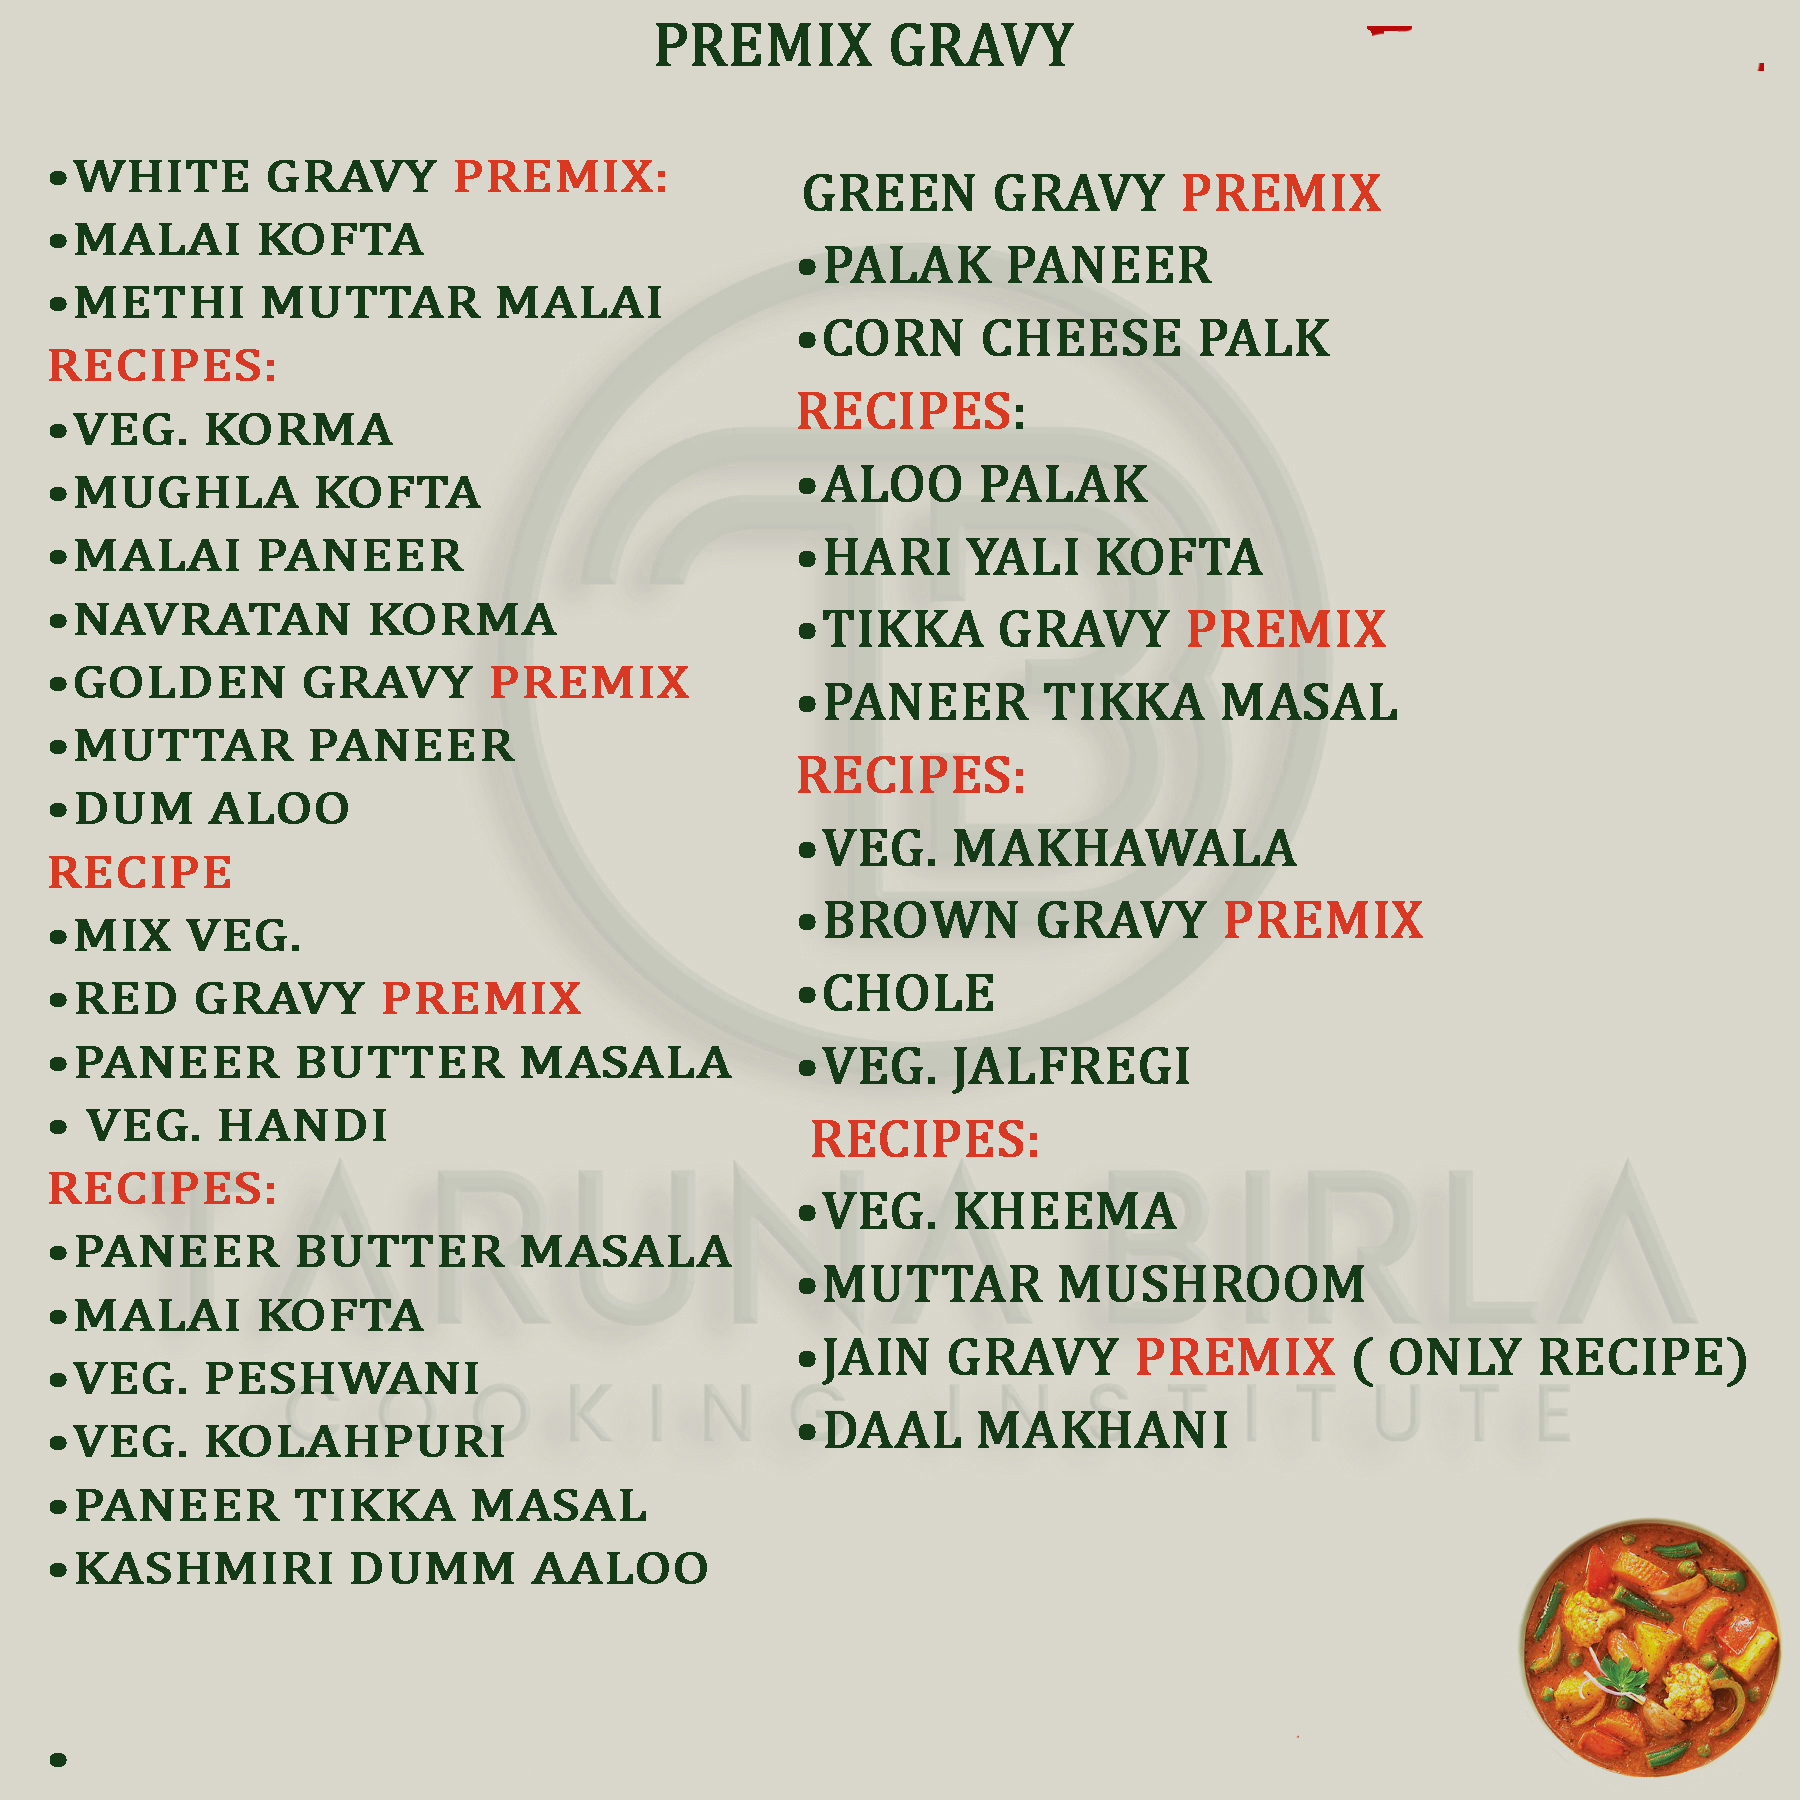 PREMIX GRAVY
•WHITE GRAVY PREMIX:
•MALAI KOFTA
•METHI MUTTAR MALAI
RECIPES:
•VEG. KORMA
•MUGHLA KOFTA
•MALAI PANEER
•NAVRATAN KORMA
•GOLDEN GRAVY PREMIX
•MUTTAR PANEER
•DUM ALOO
RECIPE
•MIX VEG.
•RED GRAVY PREMIX
•PANEER BUTTER MASALA
• VEG. HANDI
RECIPES:
•PANEER BUTTER MASALA
•MALAI KOFTA
•VEG. PESHWANI
•VEG. KOLAHPURI
•PANEER TIKKA MASAL
•KASHMIRI DUMM AALOO
•
GREEN GRAVY PREMIX
•PALAK PANEER
•CORN CHEESE PALK
RECIPES:
•ALOO PALAK
•HARI YALI KOFTA
•TIKKA GRAVY PREMIX
•PANEER TIKKA MASAL
RECIPES:
•VEG. MAKHAWALA
•BROWN GRAVY PREMIX
•CHOLE
•VEG. JALFREGI
RECIPES:
•VEG. KHEEMA
•MUTTAR MUSHROOM
•JAIN GRAVY PREMIX ( ONLY RECIPE)
•DAAL MAKHANI
TB
TARUNA BIRLA
COOKING INSTITUTE